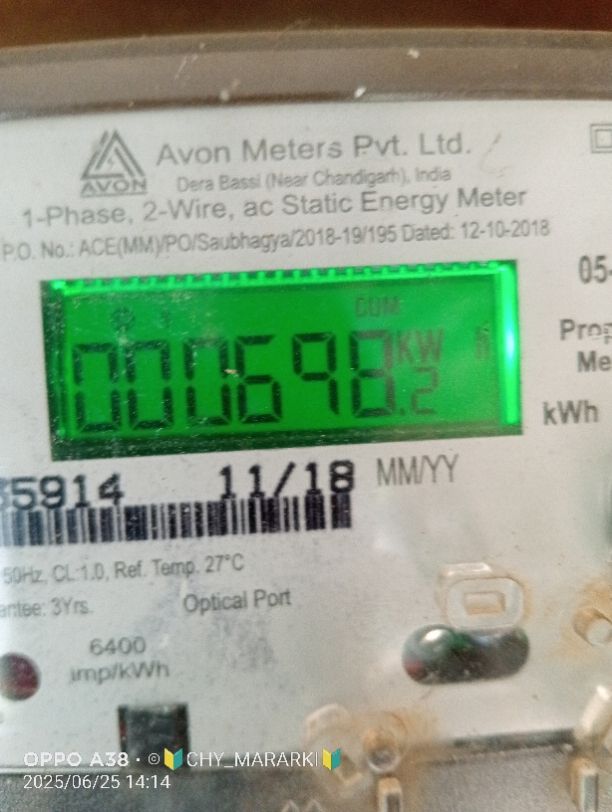 Avon Meters Pvt. Ltd.
AVON
Dera Bassi (Near Chandigarh), India
1-Phase, 2-Wire, ac Static Energy Meter
P.O. No.: ACE(MM)/PO/Saubhagya/2018-19/195 Dated: 12-10-2018
05-
CUM
000698.2 KW h
Prop
Me
kWh
35914 11/18 MM/YY
50Hz, CL:1.0, Ref. Temp. 27°C
antee: 3Yrs. Optical Port
6400
imp/kWh
OPPO A38 · ©🔰CHY_MARARKI🔰
2025/06/25 14:14